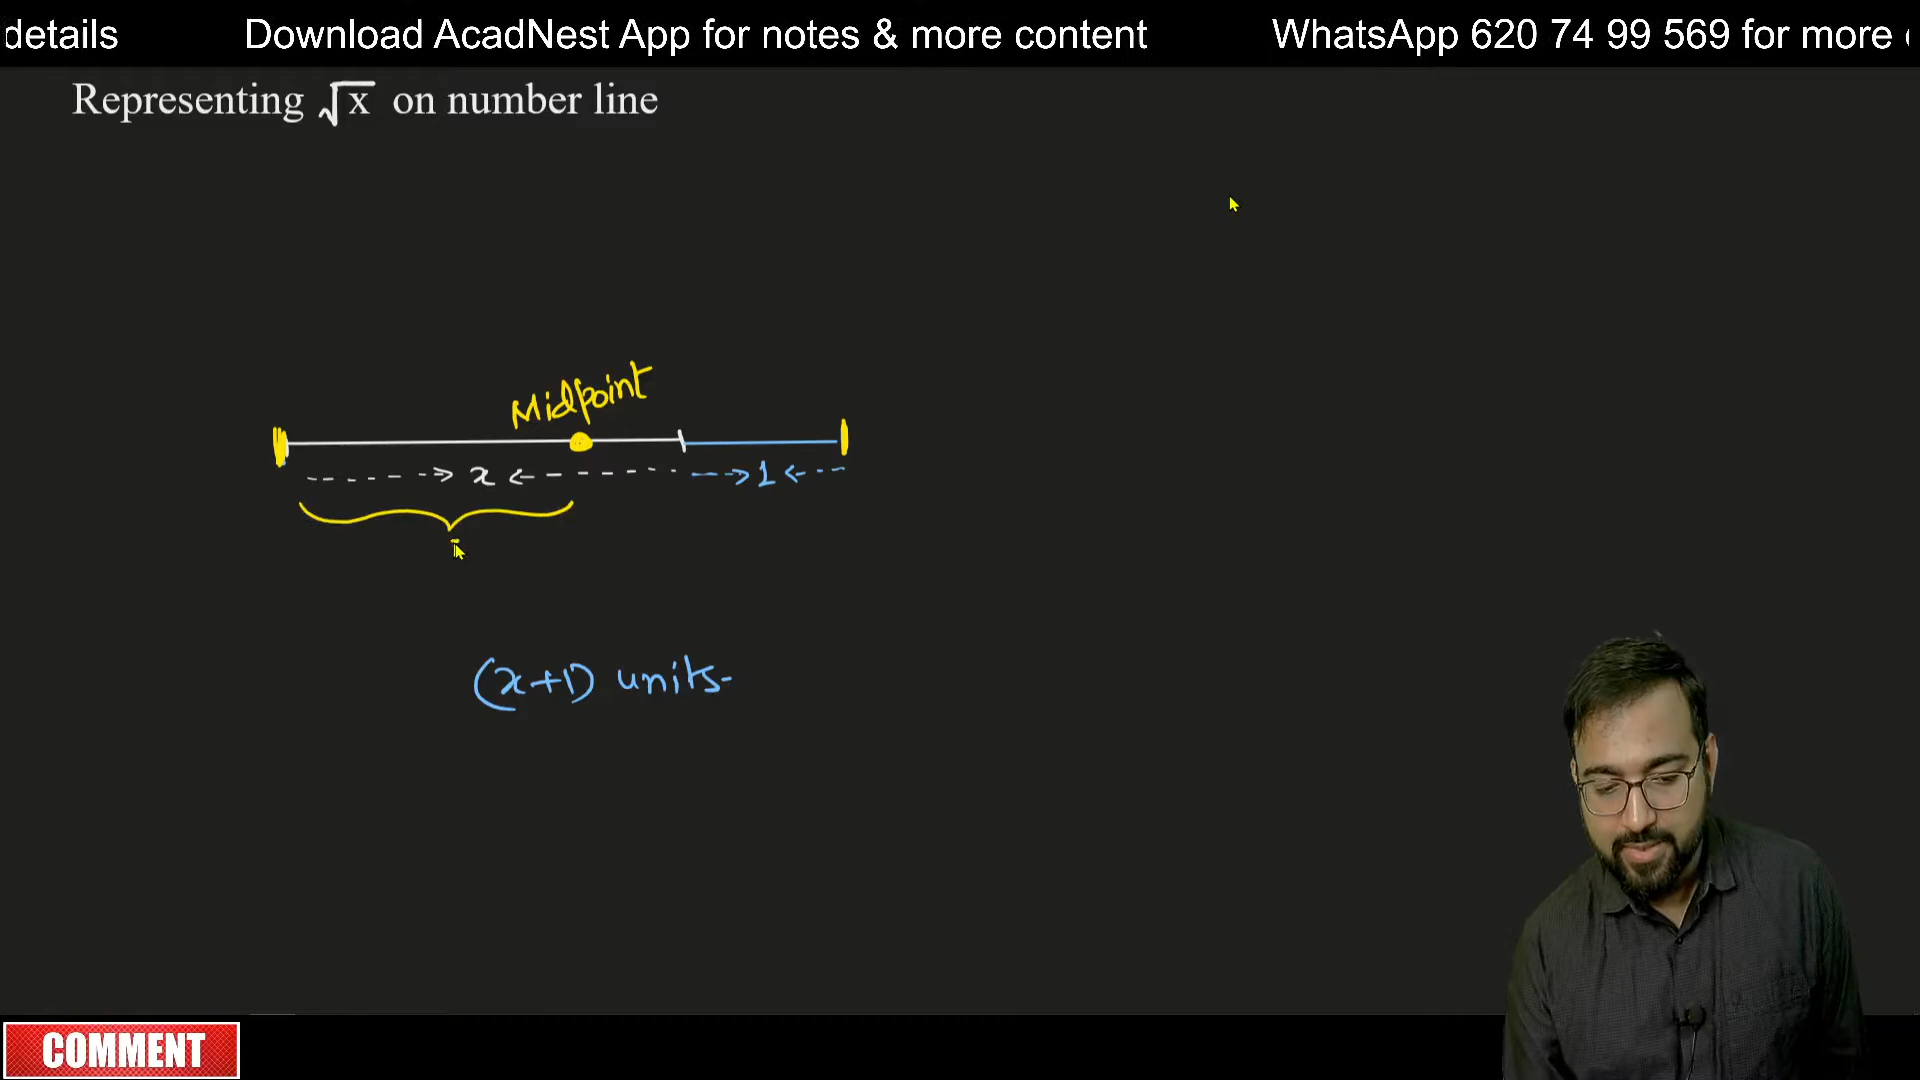 details Download AcadNest App for notes & more content WhatsApp 620 74 99 569 for more
Representing √x on number line
Midpoint
x 1
(x+1) units
COMMENT